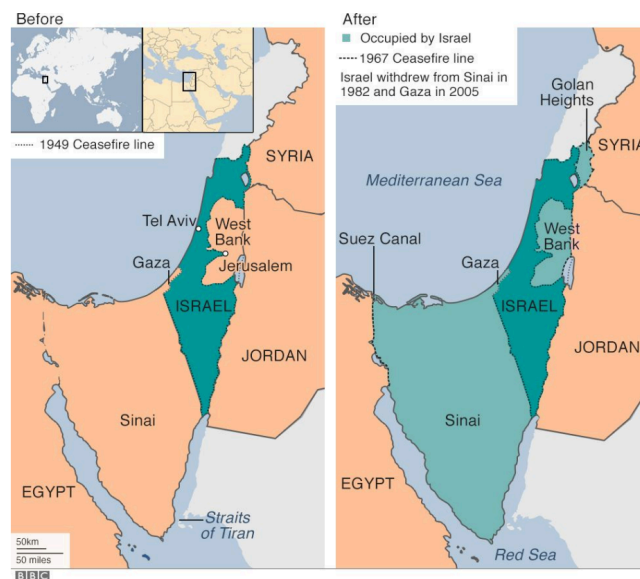 Before
1949 Ceasefire line
SYRIA
Tel Aviv
West
Bank
Gaza
Jerusalem
ISRAEL
JORDAN
Sinai
EGYPT
Straits
of Tiran
50km
50 miles
BBC
After
Occupied by Israel
1967 Ceasefire line
Israel withdrew from Sinai in
1982 and Gaza in 2005
Golan
Heights
SYRIA
Mediterranean Sea
Suez Canal
West
Bank
Gaza
ISRAEL
JORDAN
Sinai
EGYPT
Red Sea